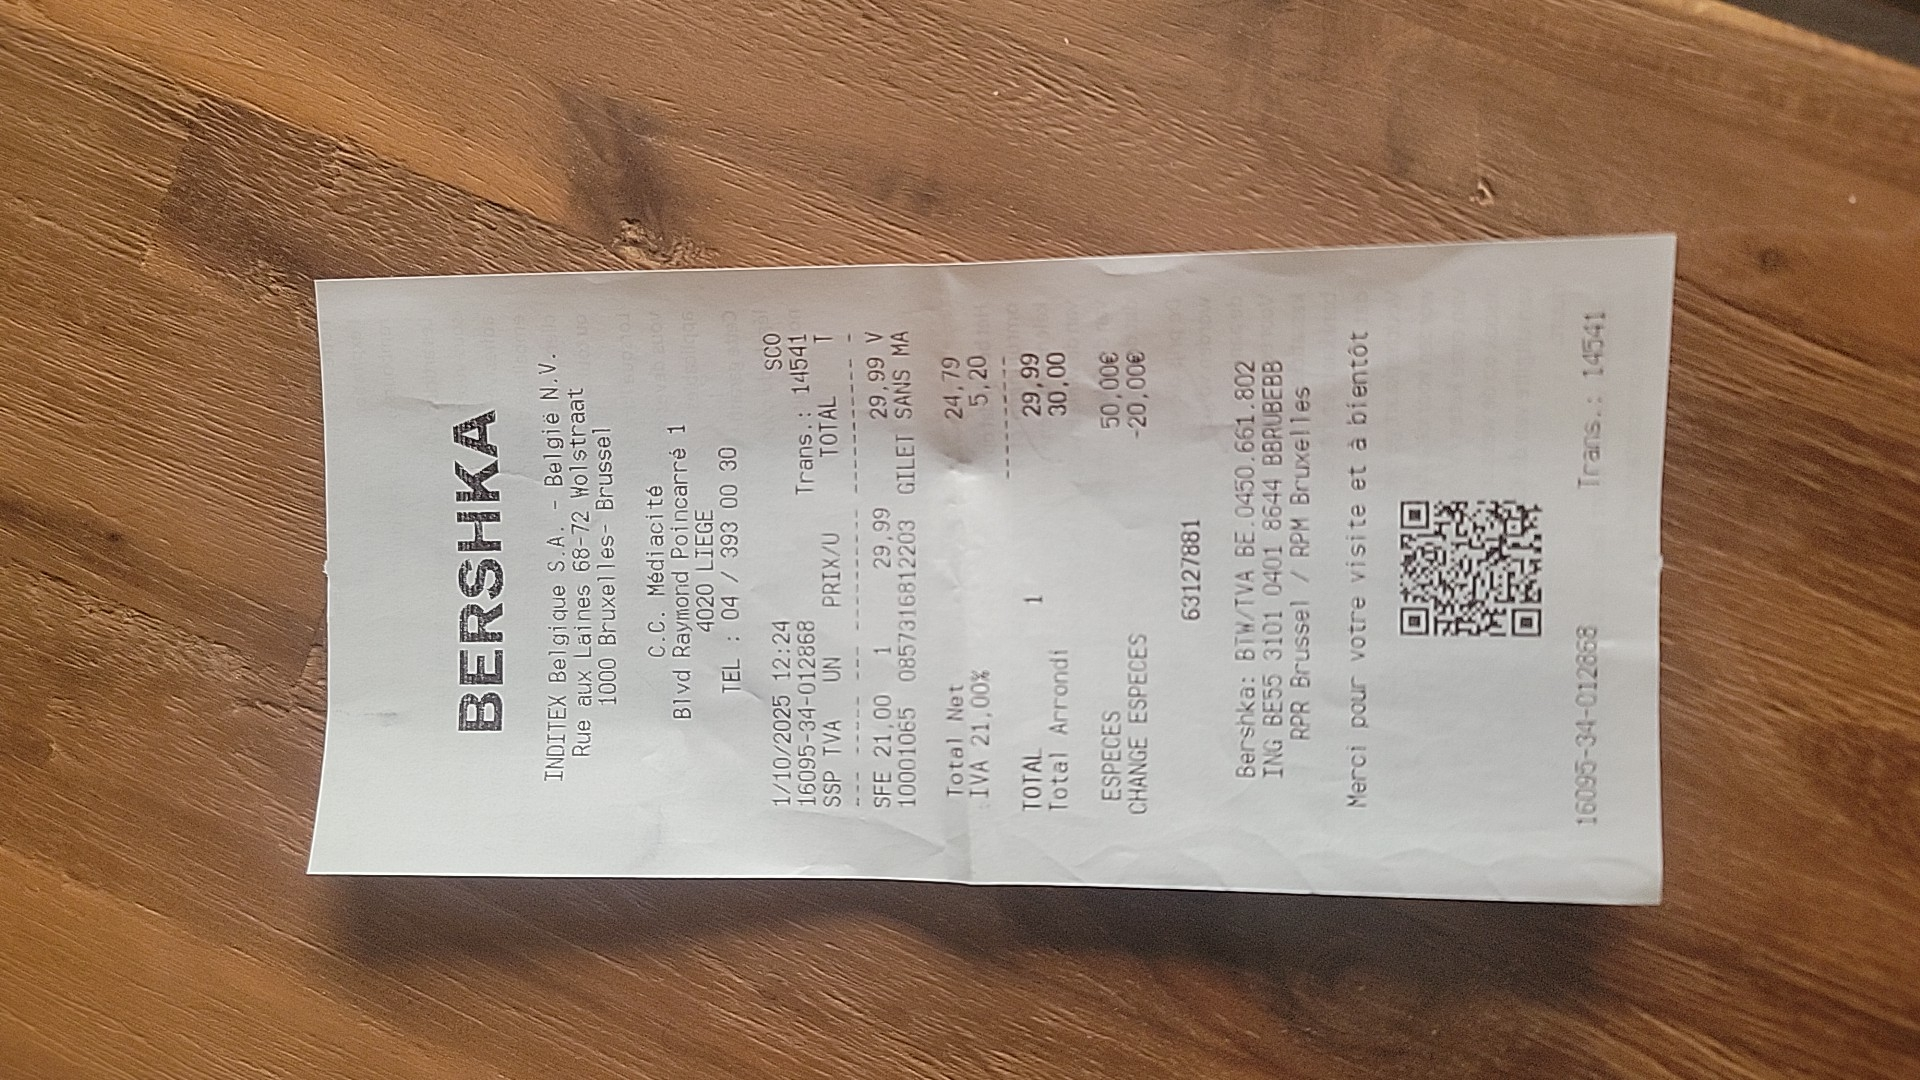 BERSHKA
INDITEX Belgique S.A. - België N.V.
Rue aux Laines 68-72 Wolstraat
1000 Bruxelles- Brussel
C.C. Médiacité
Blvd Raymond Poincarré 1
4020 LIEGE
TEL : 04 / 393 00 30
SCO
1/10/2025 12:24
16095-34-012868 Trans.: 14541
SSP TVA UN PRIX/U TOTAL T
--- ----- --- ---------- ----------- -
SFE 21,00 1 29,99 29,99 V
10001065 08573168812203 GILET SANS MA
Total Net 24,79
IVA 21,00% 5,20
------------
TOTAL 1 29,99
Total Arrondi 30,00
ESPECES 50,00€
CHANGE ESPECES -20,00€
63127881
Bershka: BTW/TVA BE.0450.661.802
ING BE55 3101 0401 8644 BBRUBEBB
RPR Brussel / RPM Bruxelles
Merci pour votre visite et à bientôt
16095-34-012868 Trans.: 14541